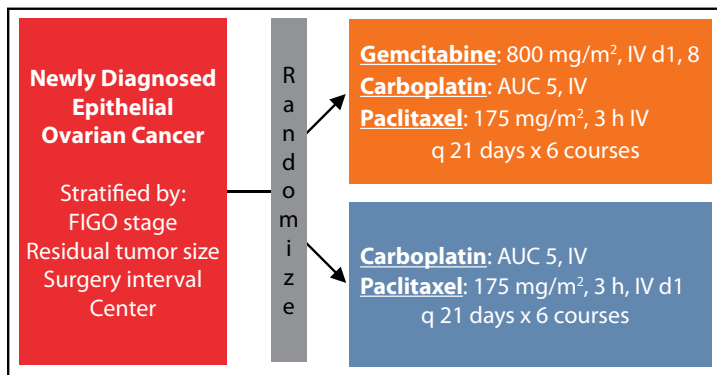 Newly Diagnosed
Epithelial
Ovarian Cancer
Stratified by:
FIGO stage
Residual tumor size
Surgery interval
Center
Randomize
Gemcitabine: 800 mg/m², IV d1, 8
Carboplatin: AUC 5, IV
Paclitaxel: 175 mg/m², 3 h IV
q 21 days x 6 courses
Carboplatin: AUC 5, IV
Paclitaxel: 175 mg/m², 3 h, IV d1
q 21 days x 6 courses